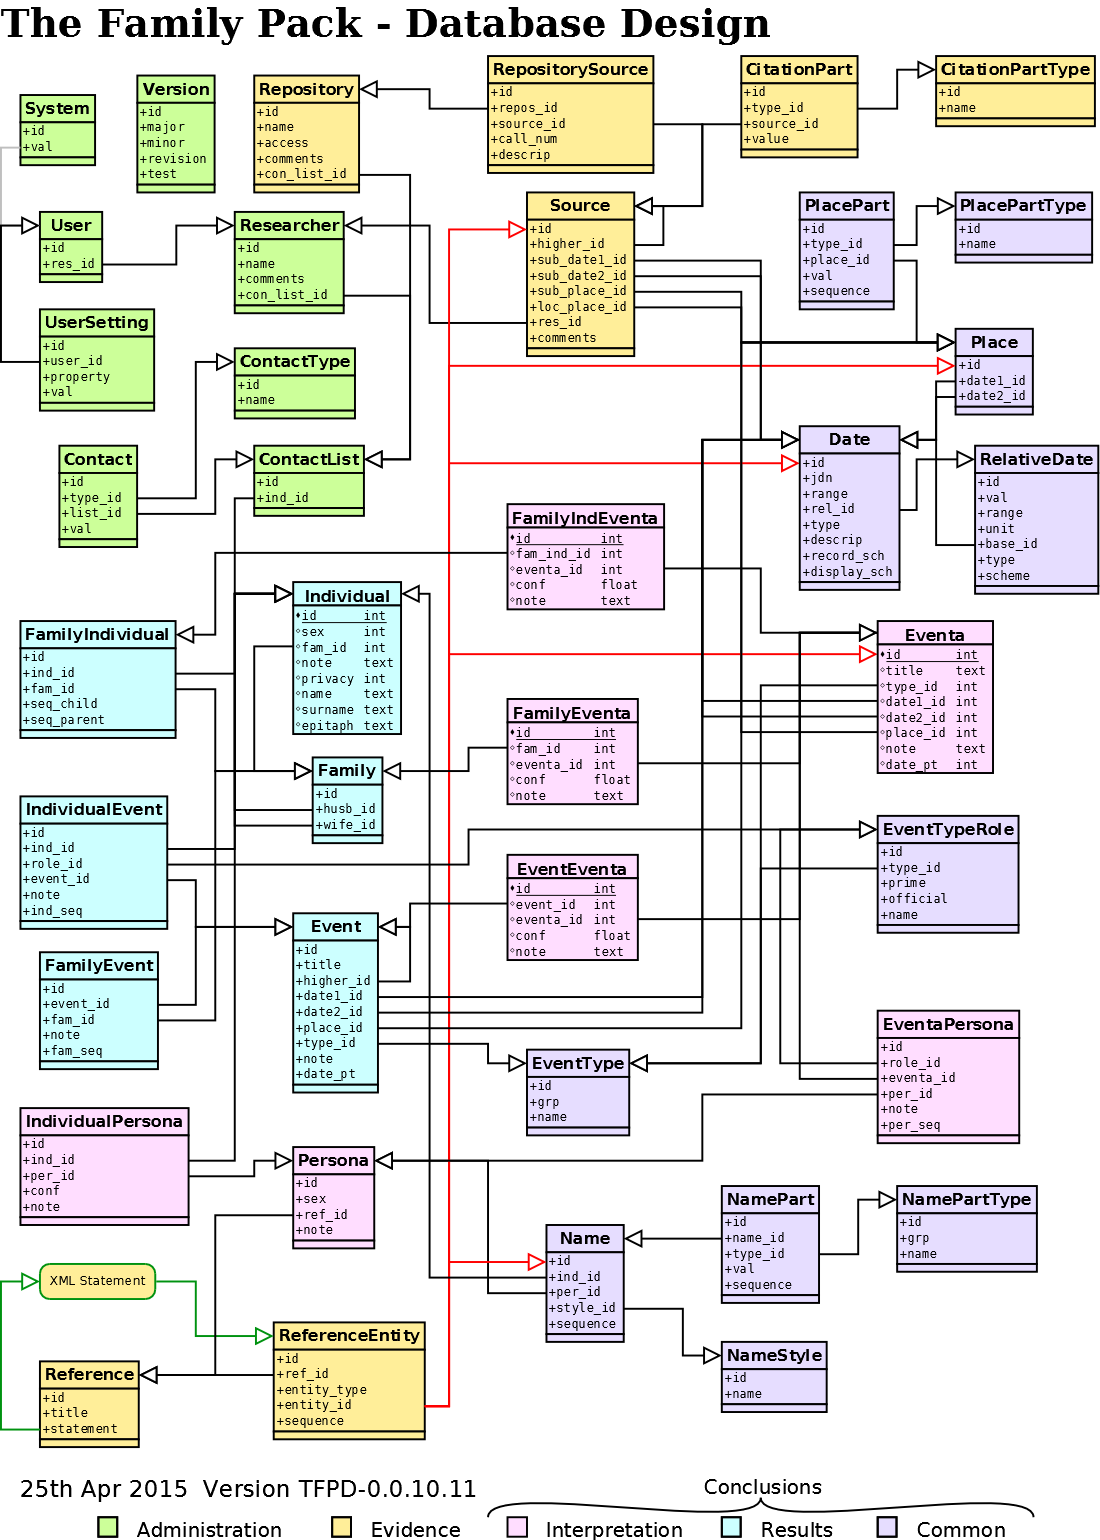 The Family Pack - Database Design
RepositorySource
+id
+repos_id
+source_id
+call_num
+descrip
CitationPart
+id
+type_id
+source_id
+value
CitationPartType
+id
+name
System
+id
+val
Version
+id
+major
+minor
+revision
+test
Repository
+id
+name
+access
+comments
+con_list_id
Source
+id
+higher_id
+sub_date1_id
+sub_date2_id
+sub_place_id
+loc_place_id
+res_id
+comments
PlacePart
+id
+type_id
+place_id
+val
+sequence
PlacePartType
+id
+name
User
+id
+res_id
Researcher
+id
+name
+comments
+con_list_id
UserSetting
+id
+user_id
+property
+val
ContactType
+id
+name
Place
+id
+date1_id
+date2_id
Contact
+id
+type_id
+list_id
+val
ContactList
+id
+ind_id
Date
+id
+jdn
+range
+rel_id
+type
+descrip
+record_sch
+display_sch
RelativeDate
+id
+val
+range
+unit
+base_id
+type
+scheme
FamilyIndEventa
id int
fam_ind_id int
eventa_id int
conf float
note text
Individual
id int
sex int
fam_id int
note text
privacy int
name text
surname text
epitaph text
FamilyIndividual
+id
+ind_id
+fam_id
+seq_child
+seq_parent
Eventa
id int
title text
type_id int
date1_id int
date2_id int
place_id int
note text
date_pt int
FamilyEventa
id int
fam_id int
eventa_id int
conf float
note text
Family
+id
+husb_id
+wife_id
IndividualEvent
+id
+ind_id
+role_id
+event_id
+note
+ind_seq
EventTypeRole
+id
+type_id
+prime
+official
+name
EventEventa
id int
event_id int
eventa_id int
conf float
note text
Event
+id
+title
+higher_id
+date1_id
+date2_id
+place_id
+type_id
+note
+date_pt
FamilyEvent
+id
+event_id
+fam_id
+note
+fam_seq
EventaPersona
+id
+role_id
+eventa_id
+per_id
+note
+per_seq
EventType
+id
+grp
+name
IndividualPersona
+id
+ind_id
+per_id
+conf
+note
Persona
+id
+sex
+ref_id
+note
NamePart
+id
+name_id
+type_id
+val
+sequence
NamePartType
+id
+grp
+name
Name
+id
+ind_id
+per_id
+style_id
+sequence
XML Statement
ReferenceEntity
+id
+ref_id
+entity_type
+entity_id
+sequence
NameStyle
+id
+name
Reference
+id
+title
+statement
25th Apr 2015 Version TFPD-0.0.10.11
Conclusions
Administration
Evidence
Interpretation
Results
Common